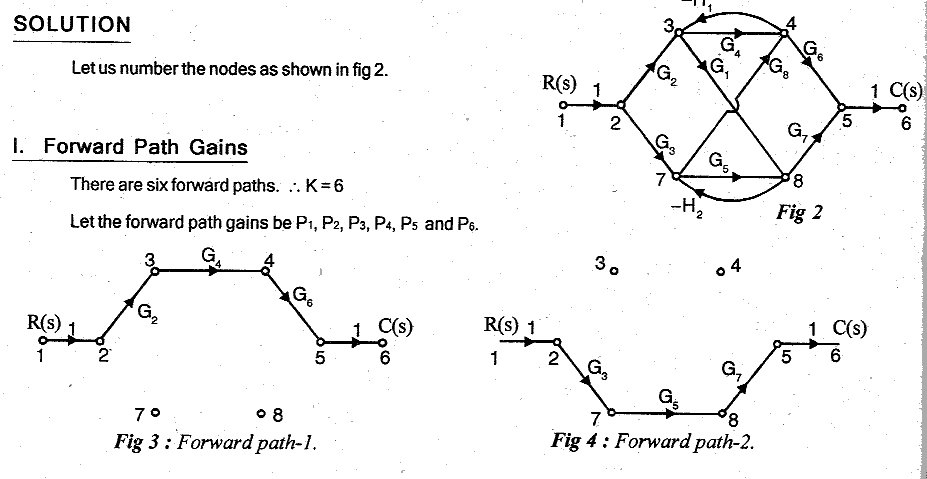 SOLUTION
Let us number the nodes as shown in fig 2.
I. Forward Path Gains
There are six forward paths. ∴ K = 6
Let the forward path gains be P₁, P₂, P₃, P₄, P₅ and P₆.
–H₁
3 4
G₄
G₂ G₁ G₈ G₆
R(s) 1 1 C(s)
1 2 5 6
G₃ G₅ G₇
7 8
–H₂
Fig 2
3 G₄ 4
G₂ G₆
R(s) 1 1 C(s)
1 2 5 6
7 8
Fig 3 : Forward path-1.
3 4
R(s) 1 1 C(s)
1 2 5 6
G₃ G₇
G₅
7 8
Fig 4 : Forward path-2.